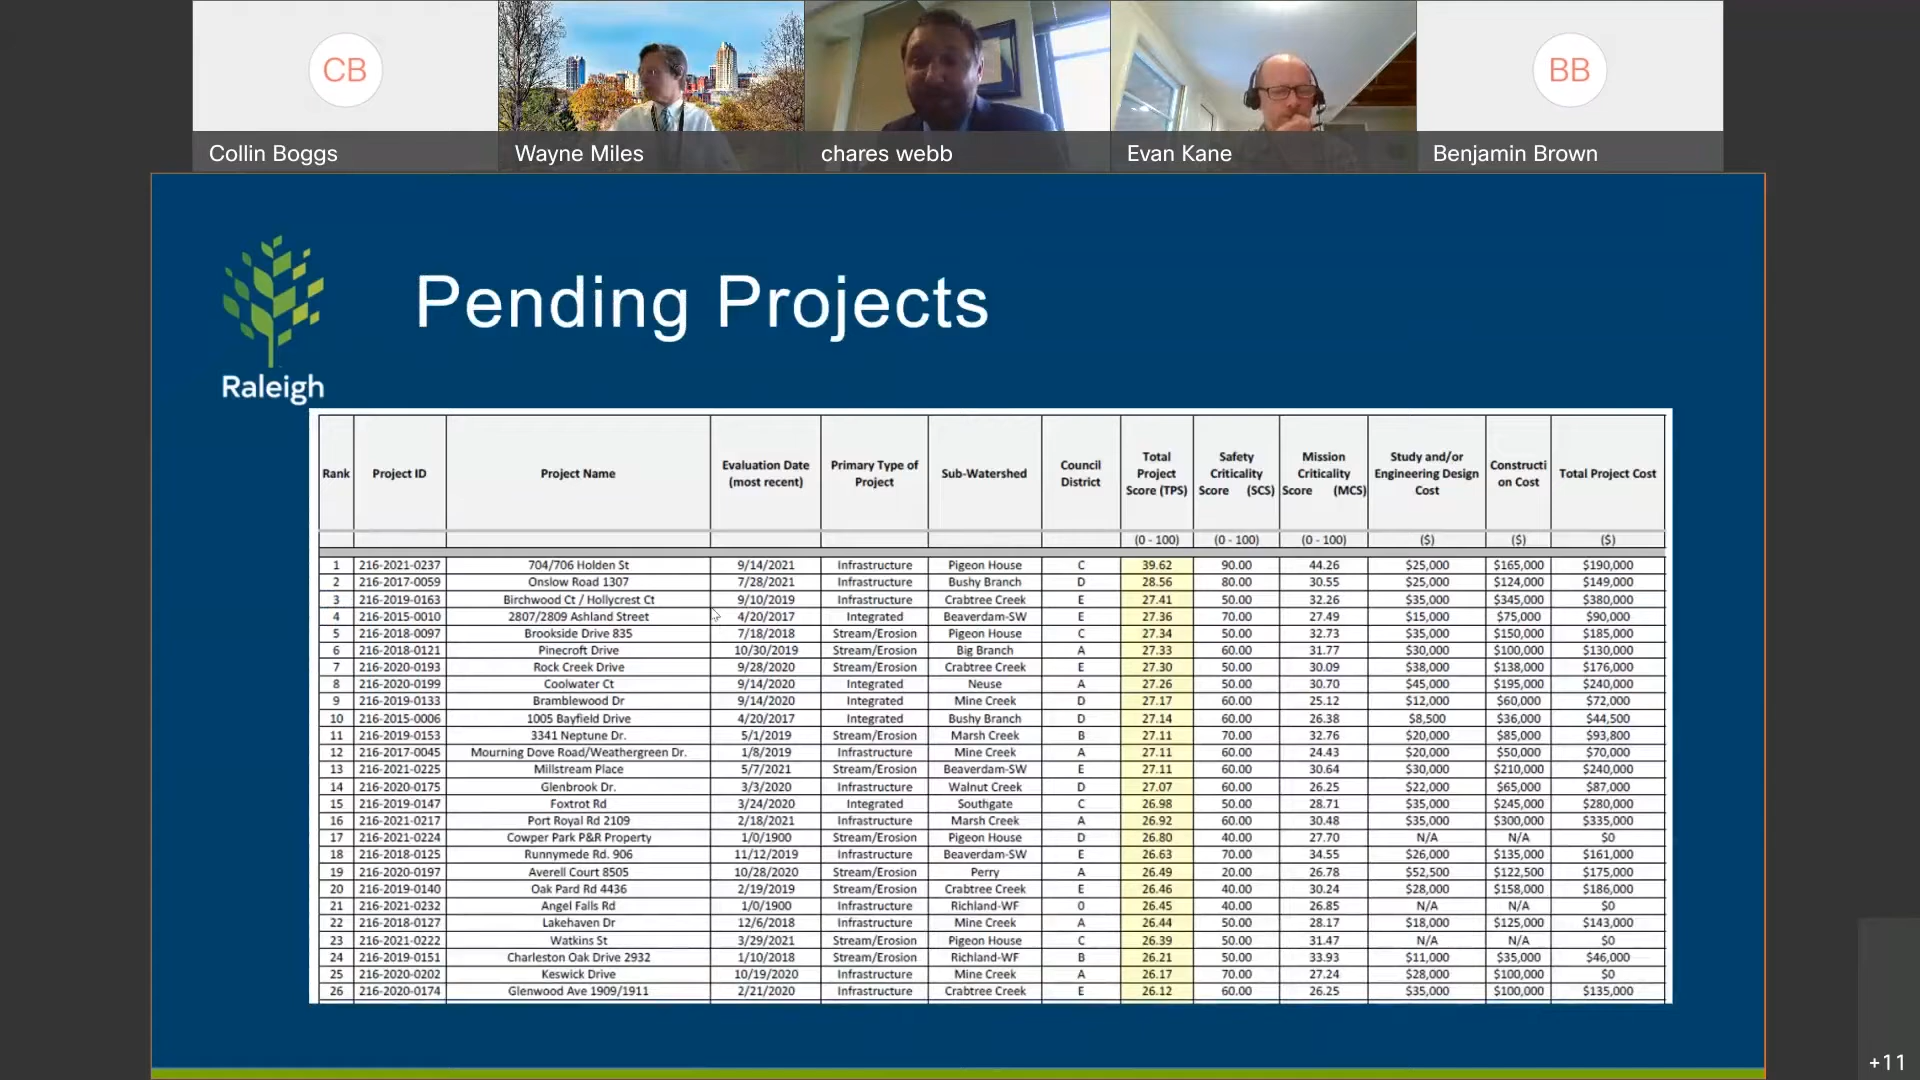 CB
BB
Collin Boggs
Wayne Miles
chares webb
Evan Kane
Benjamin Brown
Raleigh
Pending Projects
Rank Project ID Project Name Evaluation Date (most recent) Primary Type of Project Sub-Watershed Council District Total Project Score (TPS) Safety Criticality Score (SCS) Mission Criticality Score (MCS) Study and/or Engineering Design Cost Constructi on Cost Total Project Cost
(0 - 100) (0 - 100) (0 - 100) ($) ($) ($)
1 216-2021-0237 704/706 Holden St 9/14/2021 Infrastructure Pigeon House C 39.62 90.00 44.26 $25,000 $165,000 $190,000
2 216-2017-0059 Onslow Road 1307 7/28/2021 Infrastructure Bushy Branch D 28.56 80.00 30.55 $25,000 $124,000 $149,000
3 216-2019-0163 Birchwood Ct / Hollycrest Ct 9/10/2019 Infrastructure Crabtree Creek E 27.41 50.00 32.26 $35,000 $345,000 $380,000
4 216-2015-0010 2807/2809 Ashland Street 4/20/2017 Integrated Beaverdam-SW E 27.36 70.00 27.49 $15,000 $75,000 $90,000
5 216-2018-0097 Brookside Drive 835 7/18/2018 Stream/Erosion Pigeon House C 27.34 50.00 32.73 $35,000 $150,000 $185,000
6 216-2018-0121 Pinecroft Drive 10/30/2019 Stream/Erosion Big Branch A 27.33 60.00 31.77 $30,000 $100,000 $130,000
7 216-2020-0193 Rock Creek Drive 9/28/2020 Stream/Erosion Crabtree Creek E 27.30 50.00 30.09 $38,000 $138,000 $176,000
8 216-2020-0199 Coolwater Ct 9/14/2020 Integrated Neuse A 27.26 50.00 30.70 $45,000 $195,000 $240,000
9 216-2019-0133 Bramblewood Dr 9/14/2020 Integrated Mine Creek D 27.17 60.00 25.12 $12,000 $60,000 $72,000
10 216-2015-0006 1005 Bayfield Drive 4/20/2017 Integrated Bushy Branch D 27.14 60.00 26.38 $8,500 $36,000 $44,500
11 216-2019-0153 3341 Neptune Dr. 5/1/2019 Stream/Erosion Marsh Creek B 27.11 70.00 32.76 $20,000 $85,000 $93,800
12 216-2017-0045 Mourning Dove Road/Weathergreen Dr. 1/8/2019 Infrastructure Mine Creek A 27.11 60.00 24.43 $20,000 $50,000 $70,000
13 216-2021-0225 Millstream Place 5/7/2021 Stream/Erosion Beaverdam-SW E 27.11 60.00 30.64 $30,000 $210,000 $240,000
14 216-2020-0175 Glenbrook Dr. 3/3/2020 Infrastructure Walnut Creek D 27.07 60.00 26.25 $22,000 $65,000 $87,000
15 216-2019-0147 Foxtrot Rd 3/24/2020 Integrated Southgate C 26.98 50.00 28.71 $35,000 $245,000 $280,000
16 216-2021-0217 Port Royal Rd 2109 2/18/2021 Infrastructure Marsh Creek A 26.92 60.00 30.48 $35,000 $300,000 $335,000
17 216-2021-0224 Cowper Park P&R Property 1/0/1900 Stream/Erosion Pigeon House D 26.80 40.00 27.70 N/A N/A $0
18 216-2018-0125 Runnymede Rd. 906 11/12/2019 Infrastructure Beaverdam-SW E 26.63 70.00 34.55 $26,000 $135,000 $161,000
19 216-2020-0197 Averell Court 8505 10/28/2020 Stream/Erosion Perry A 26.49 20.00 26.78 $52,500 $122,500 $175,000
20 216-2019-0140 Oak Pard Rd 4436 2/19/2019 Infrastructure Crabtree Creek E 26.46 40.00 30.24 $28,000 $158,000 $186,000
21 216-2021-0232 Angel Falls Rd 1/0/1900 Infrastructure Richland-WF 0 26.45 40.00 26.85 N/A N/A $0
22 216-2018-0127 Lakehaven Dr 12/6/2018 Infrastructure Mine Creek A 26.44 50.00 28.17 $18,000 $125,000 $143,000
23 216-2021-0222 Watkins St 3/29/2021 Stream/Erosion Pigeon House C 26.39 50.00 31.47 N/A N/A $0
24 216-2019-0151 Charleston Oak Drive 2932 1/10/2018 Stream/Erosion Richland-WF B 26.21 50.00 33.93 $11,000 $35,000 $46,000
25 216-2020-0202 Keswick Drive 10/19/2020 Infrastructure Mine Creek A 26.17 70.00 27.24 $28,000 $100,000 $0
26 216-2020-0174 Glenwood Ave 1909/1911 2/21/2020 Infrastructure Crabtree Creek E 26.12 60.00 26.25 $35,000 $100,000 $135,000
+11